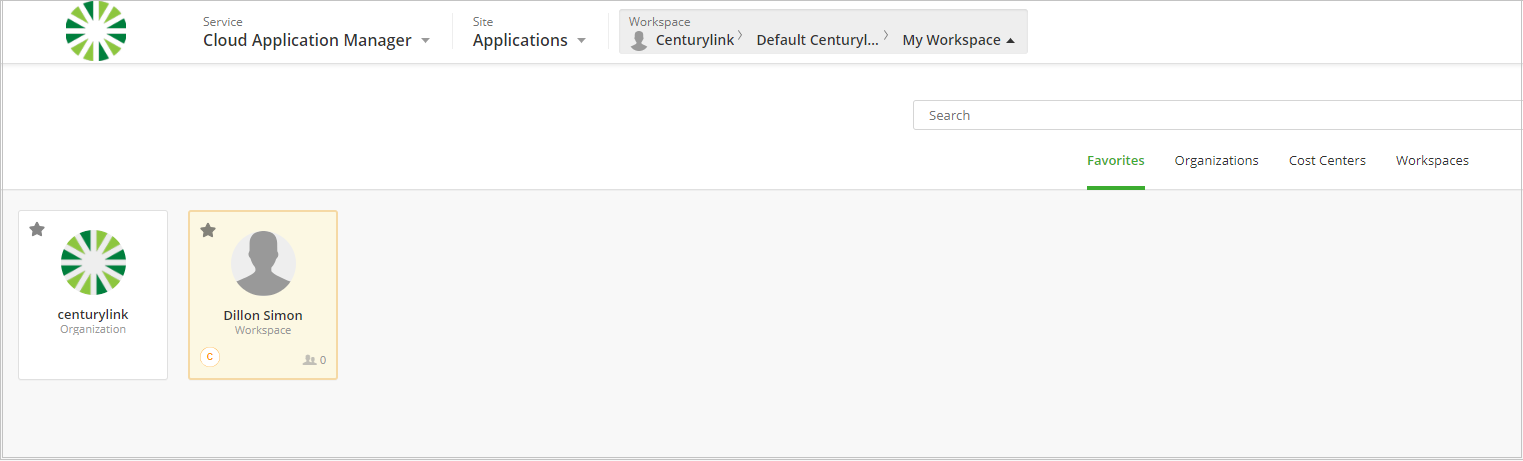 Service
Cloud Application Manager
Site
Applications
Workspace
Centurylink
Default Centuryl...
My Workspace
Search
Favorites
Organizations
Cost Centers
Workspaces
centurylink
Organization
Dillon Simon
Workspace
C
0